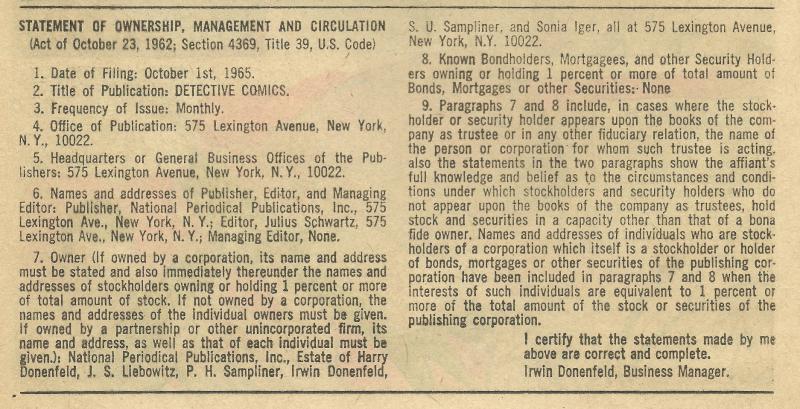 STATEMENT OF OWNERSHIP, MANAGEMENT AND CIRCULATION
(Act of October 23, 1962; Section 4369, Title 39, U.S. Code)
1. Date of Filing: October 1st, 1965.
2. Title of Publication: DETECTIVE COMICS.
3. Frequency of Issue: Monthly.
4. Office of Publication: 575 Lexington Avenue, New York,
N. Y., 10022.
5. Headquarters or General Business Offices of the Pub-
lishers: 575 Lexington Avenue, New York, N. Y., 10022.
6. Names and addresses of Publisher, Editor, and Managing
Editor: Publisher, National Periodical Publications, Inc., 575
Lexington Ave., New York, N. Y.; Editor, Julius Schwartz, 575
Lexington Ave., New York, N. Y.; Managing Editor, None.
7. Owner (If owned by a corporation, its name and address
must be stated and also immediately thereunder the names and
addresses of stockholders owning or holding 1 percent or more
of total amount of stock. If not owned by a corporation, the
names and addresses of the individual owners must be given.
If owned by a partnership or other unincorporated firm, its
name and address, as well as that of each individual must be
given.): National Periodical Publications, Inc., Estate of Harry
Donenfeld, J. S. Liebowitz, P. H. Sampliner, Irwin Donenfeld,
S. U. Sampliner, and Sonia Iger, all at 575 Lexington Avenue,
New York, N.Y. 10022.
8. Known Bondholders, Mortgagees, and other Security Hold-
ers owning or holding 1 percent or more of total amount of
Bonds, Mortgages or other Securities: None
9. Paragraphs 7 and 8 include, in cases where the stock-
holder or security holder appears upon the books of the com-
pany as trustee or in any other fiduciary relation, the name of
the person or corporation for whom such trustee is acting,
also the statements in the two paragraphs show the affiant's
full knowledge and belief as to the circumstances and condi-
tions under which stockholders and security holders who do
not appear upon the books of the company as trustees, hold
stock and securities in a capacity other than that of a bona
fide owner. Names and addresses of individuals who are stock-
holders of a corporation which itself is a stockholder or holder
of bonds, mortgages or other securities of the publishing cor-
poration have been included in paragraphs 7 and 8 when the
interests of such individuals are equivalent to 1 percent or
more of the total amount of the stock or securities of the
publishing corporation.
I certify that the statements made by me
above are correct and complete.
Irwin Donenfeld, Business Manager.